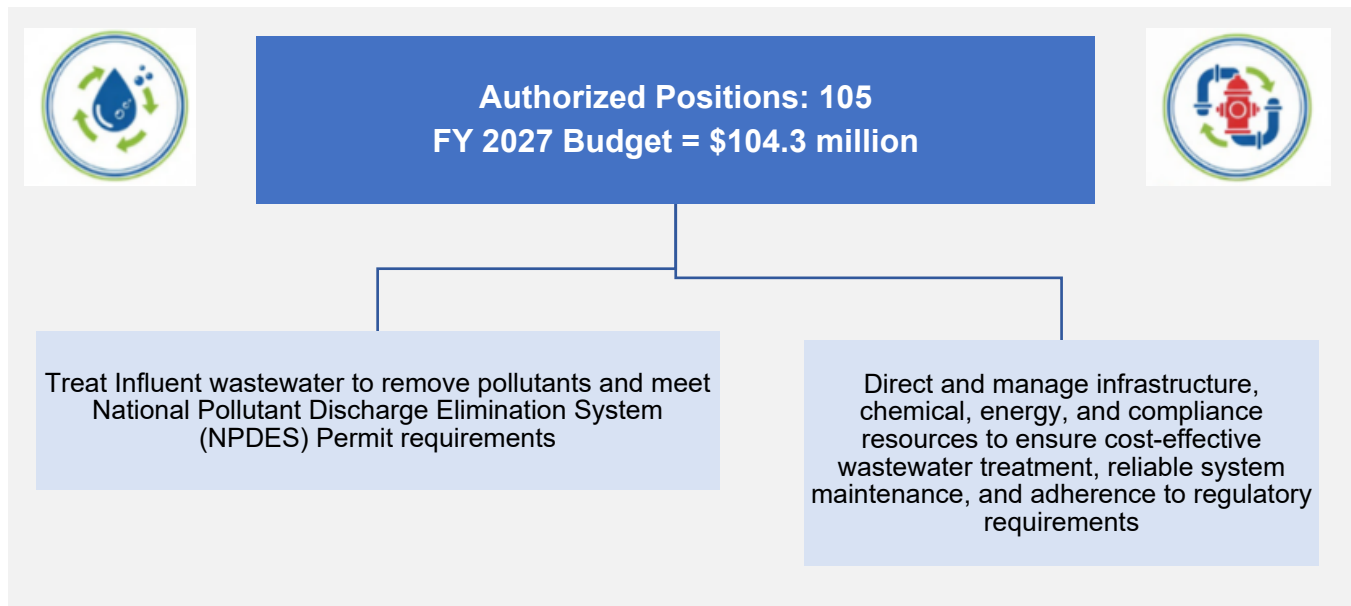 Authorized Positions: 105
FY 2027 Budget = $104.3 million
Treat Influent wastewater to remove pollutants and meet
National Pollutant Discharge Elimination System
(NPDES) Permit requirements
Direct and manage infrastructure,
chemical, energy, and compliance
resources to ensure cost-effective
wastewater treatment, reliable system
maintenance, and adherence to regulatory
requirements